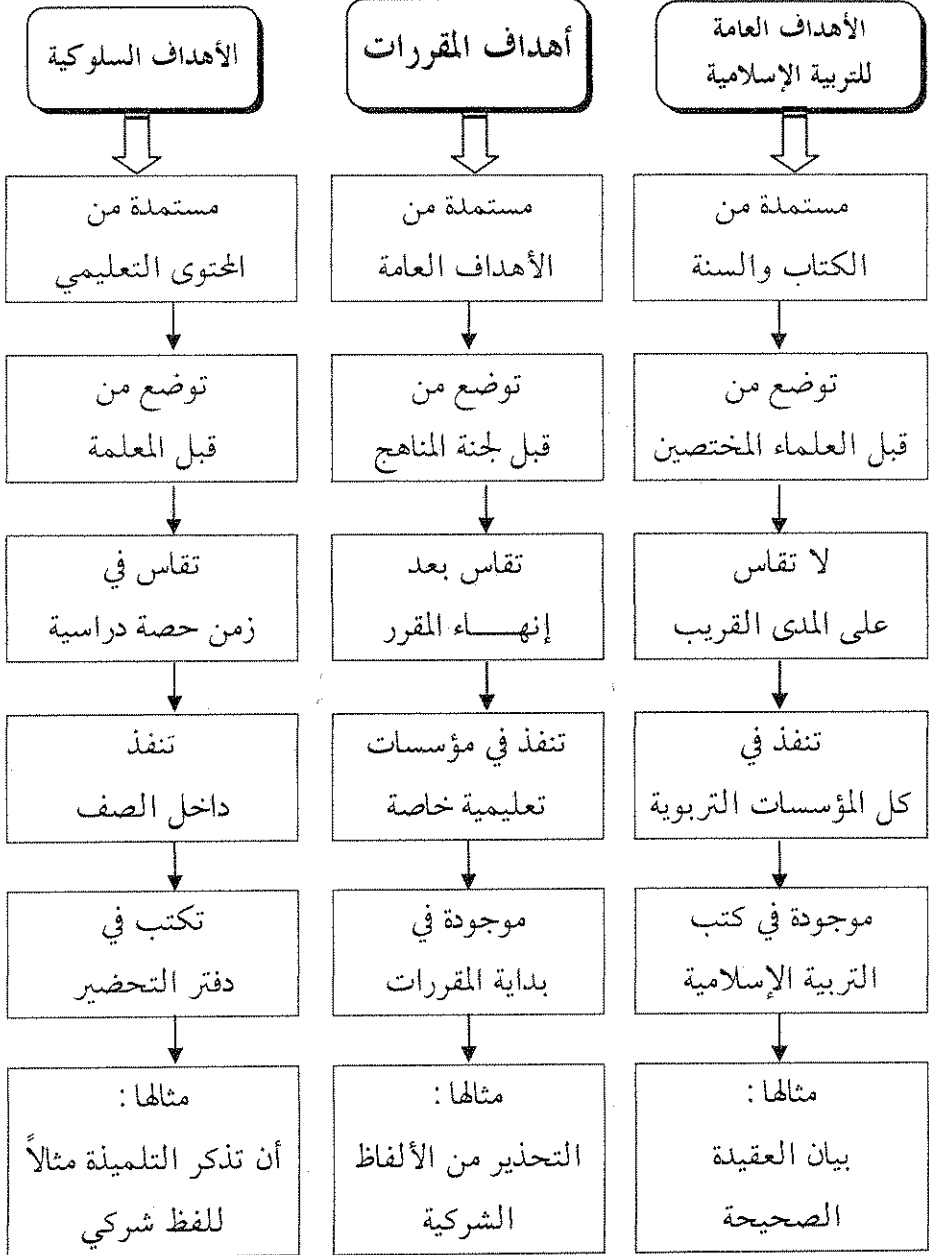 الأهداف العامة
للتربية الإسلامية
مستمدة من
الكتاب والسنة
توضع من
قبل العلماء المختصين
لا تقاس
على المدى القريب
تنفذ في
كل المؤسسات التربوية
موجودة في كتب
التربية الإسلامية
مثالها :
بيان العقيدة
الصحيحة
أهداف المقررات
مستمدة من
الأهداف العامة
توضع من
قبل لجنة المناهج
تقاس بعد
إنهـــاء المقرر
تنفذ في مؤسسات
تعليمية خاصة
موجودة في
بداية المقررات
مثالها :
التحذير من الألفاظ
الشركية
الأهداف السلوكية
مستمدة من
المحتوى التعليمي
توضع من
قبل المعلمة
تقاس في
زمن حصة دراسية
تنفذ
داخل الصف
تكتب في
دفتر التحضير
مثالها :
أن تذكر التلميذة مثالاً
للفظ شركي